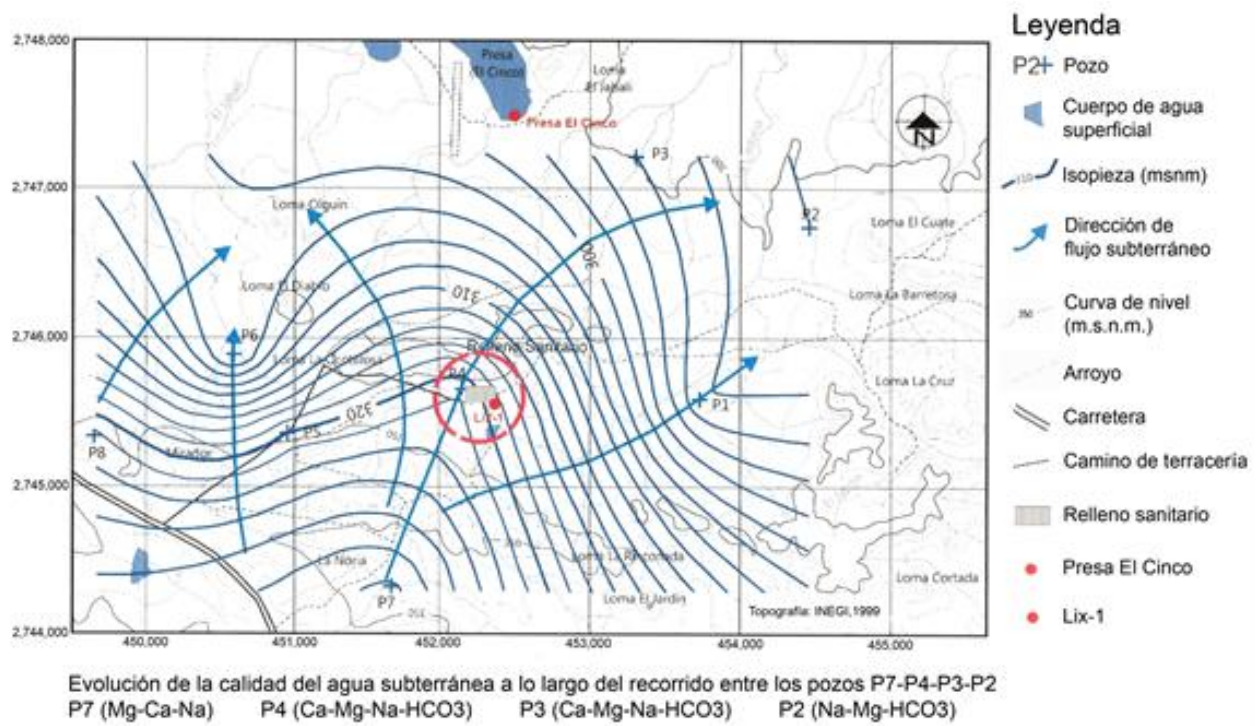 2,748,000
2,747,000
2,746,000
2,745,000
2,744,000
450,000
451,000
452,000
453,000
454,000
455,000
Presa
(El Cinco)
Loma
El Jabali
Presa El Cinco
P3
N
Loma Olguin
P2
Loma El Cuate
300
Loma El Diablo
310
Loma La Barretosa
P6
Relleno Sanitario
P4
Loma La Cruz
320
Lix-1
P1
P5
P8
Mirador
La Noria
Loma La Rinconada
Loma Cortada
P7
Loma El Jardin
350
Topografía: INEGI,1999
Leyenda
P2 Pozo
Cuerpo de agua
superficial
Isopieza (msnm)
Dirección de
flujo subterráneo
Curva de nivel
(m.s.n.m.)
Arroyo
Carretera
Camino de terracería
Relleno sanitario
Presa El Cinco
Lix-1
Evolución de la calidad del agua subterránea a lo largo del recorrido entre los pozos P7-P4-P3-P2
P7 (Mg-Ca-Na) P4 (Ca-Mg-Na-HCO3) P3 (Ca-Mg-Na-HCO3) P2 (Na-Mg-HCO3)